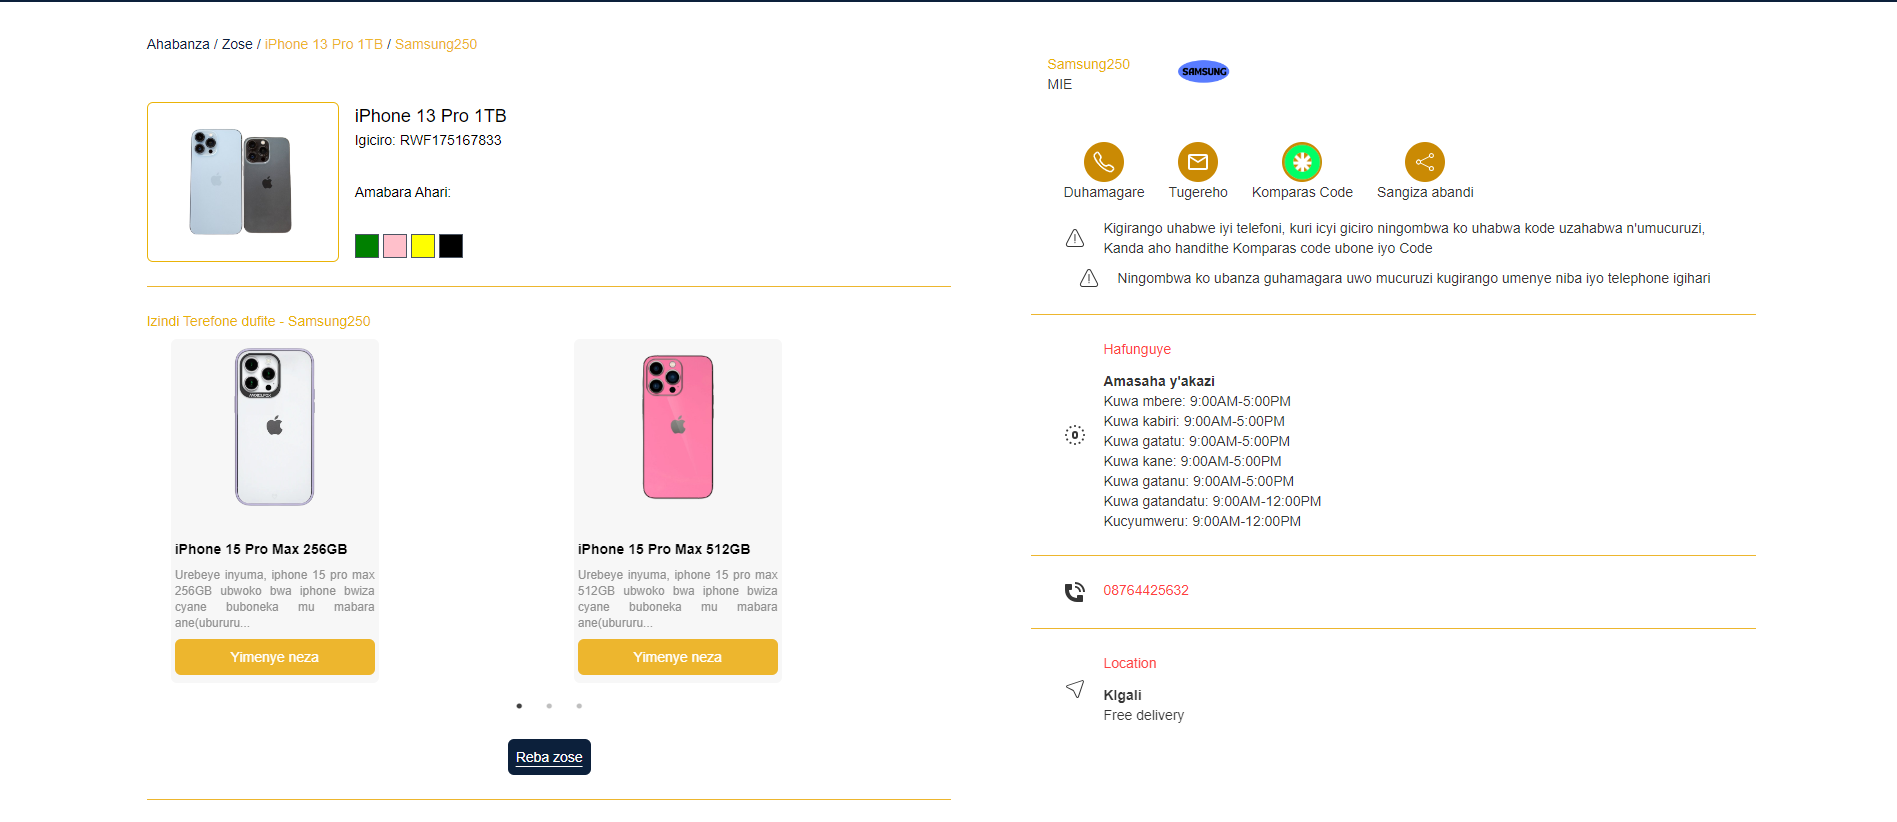 Ahabanza / Zose / iPhone 13 Pro 1TB / Samsung250
iPhone 13 Pro 1TB
Igiciro: RWF175167833
Amabara Ahari:
Izindi Terefone dufite - Samsung250
iPhone 15 Pro Max 256GB
Urebeye inyuma, iphone 15 pro max
256GB ubwoko bwa iphone bwiza
cyane buboneka mu mabara
ane(ubururu...
Yimenye neza
iPhone 15 Pro Max 512GB
Urebeye inyuma, iphone 15 pro max
512GB ubwoko bwa iphone bwiza
cyane buboneka mu mabara
ane(ubururu...
Yimenye neza
Reba zose
Samsung250
MIE
SAMSUNG
Duhamagare
Tugereho
Komparas Code
Sangiza abandi
Kigirango uhabwe iyi telefoni, kuri icyi giciro ningombwa ko uhabwa kode uzahabwa n'umucuruzi,
Kanda aho handithe Komparas code ubone iyo Code
Ningombwa ko ubanza guhamagara uwo mucuruzi kugirango umenye niba iyo telephone igihari
Hafunguye
Amasaha y'akazi
Kuwa mbere: 9:00AM-5:00PM
Kuwa kabiri: 9:00AM-5:00PM
Kuwa gatatu: 9:00AM-5:00PM
Kuwa kane: 9:00AM-5:00PM
Kuwa gatanu: 9:00AM-5:00PM
Kuwa gatandatu: 9:00AM-12:00PM
Kucyumweru: 9:00AM-12:00PM
08764425632
Location
KIgali
Free delivery